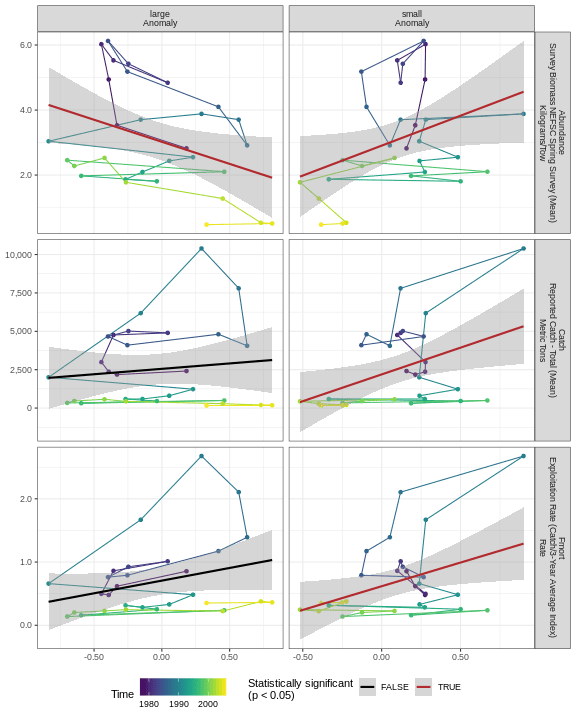 large
Anomaly
small
Anomaly
6.0
4.0
2.0
Abundance
Survey Biomass NEFSC Spring Survey (Mean)
Kilograms/Tow
10,000
7,500
5,000
2,500
0
Catch
Reported Catch - Total (Mean)
Metric Tons
2.0
1.0
0.0
Fmort
Exploitation Rate (Catch/3-Year Average Index)
Rate
-0.50 0.00 0.50 -0.50 0.00 0.50
Time
1980 1990 2000
Statistically significant
(p < 0.05)
FALSE TRUE